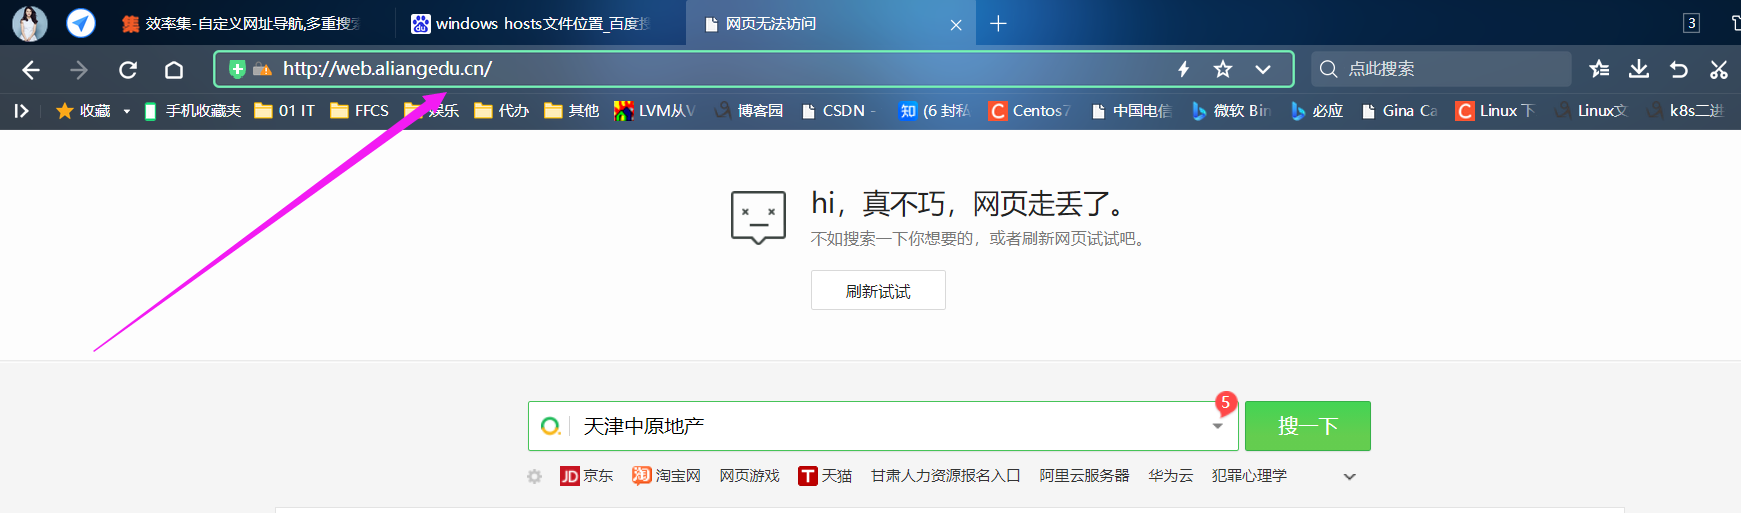 效率集-自定义网址导航,多重搜索
windows hosts文件位置_百度搜
网页无法访问
3
http://web.aliangedu.cn/
点此搜索
收藏
手机收藏夹
01 IT
FFCS
娱乐
代办
其他
LVM从V
博客园
CSDN -
知 (6 封私
C Centos7
中国电信
微软 Bin
必应
Gina Ca
C Linux 下
Linux文
k8s二进
hi，真不巧，网页走丢了。
不如搜索一下你想要的，或者刷新网页试试吧。
刷新试试
天津中原地产
5
搜一下
JD 京东
淘 淘宝网
网页游戏
T 天猫
甘肃人力资源报名入口
阿里云服务器
华为云
犯罪心理学